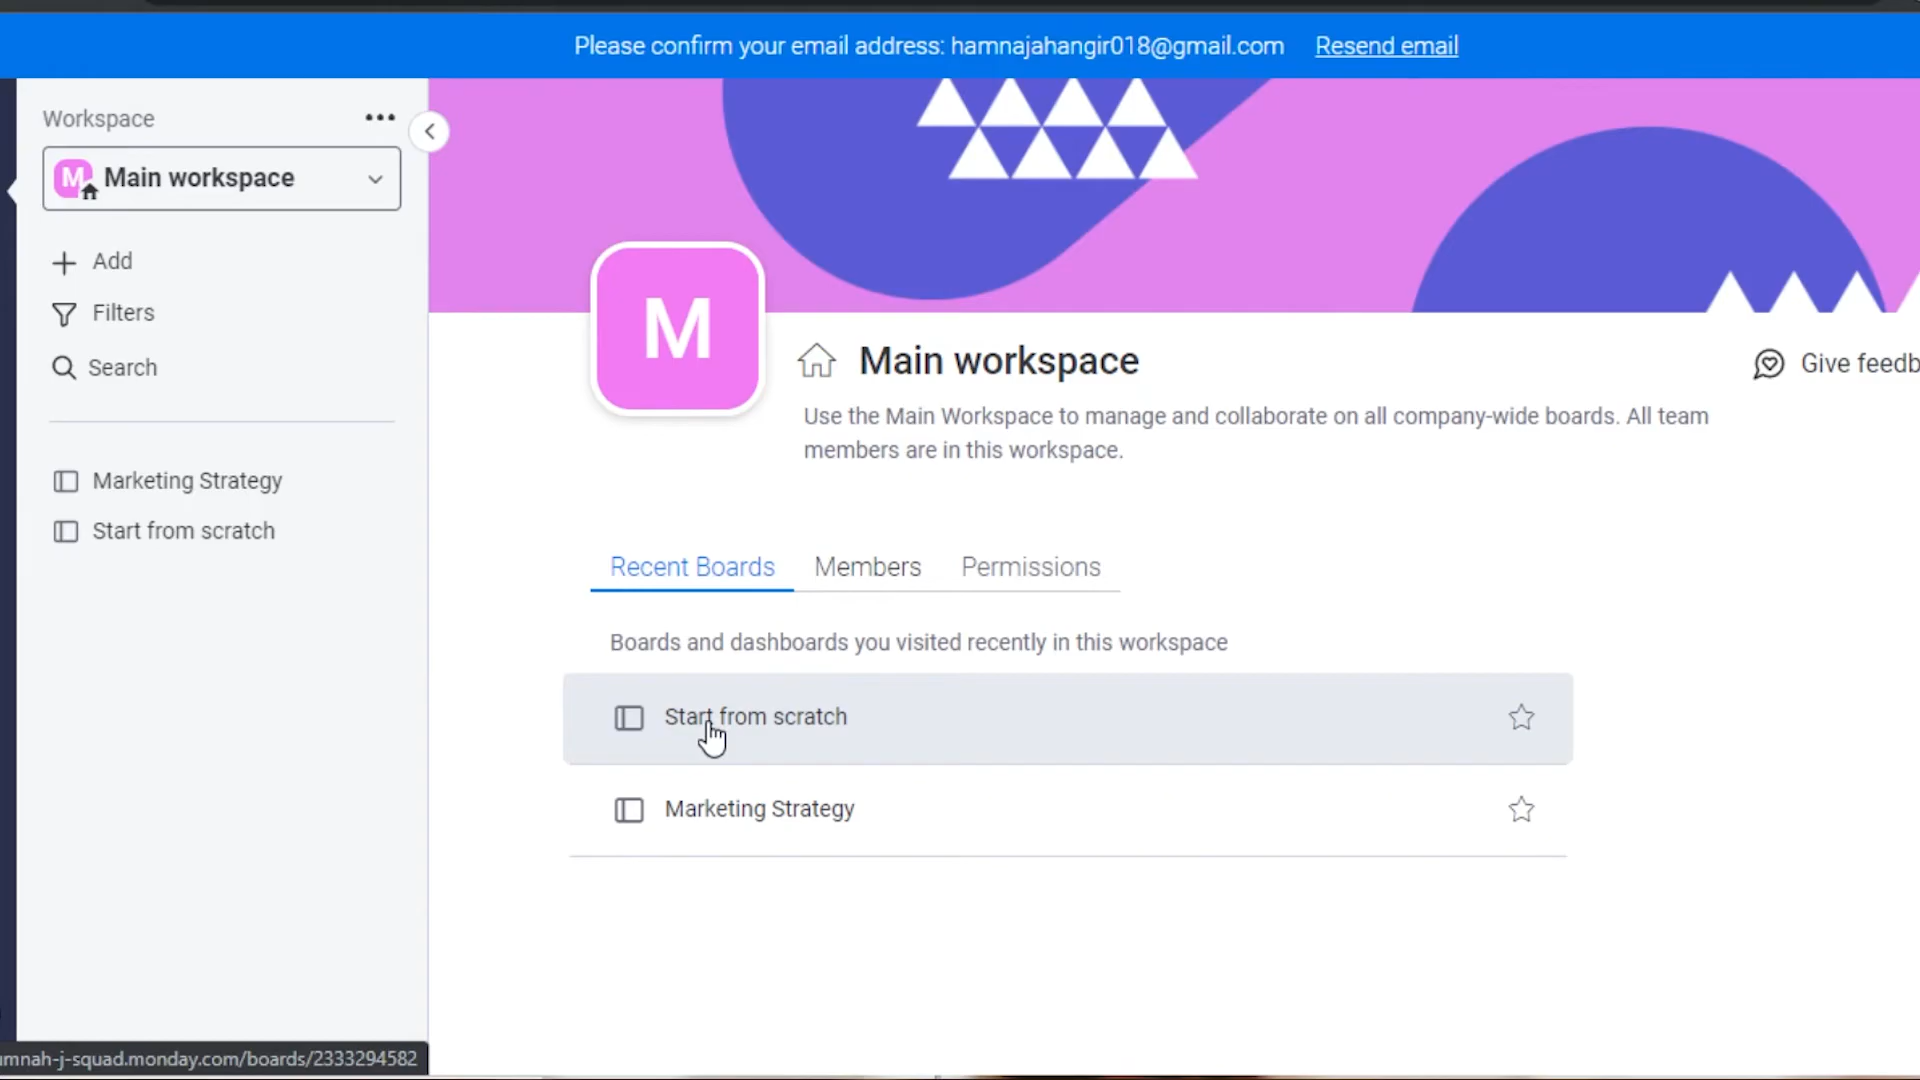 Please confirm your email address: hamnajahangir018@gmail.com Resend email
Workspace
M Main workspace
Add
Filters
Search
Marketing Strategy
Start from scratch
M
Main workspace
Give feedb
Use the Main Workspace to manage and collaborate on all company-wide boards. All team
members are in this workspace.
Recent Boards Members Permissions
Boards and dashboards you visited recently in this workspace
Start from scratch
Marketing Strategy
umnah-j-squad.monday.com/boards/2333294582